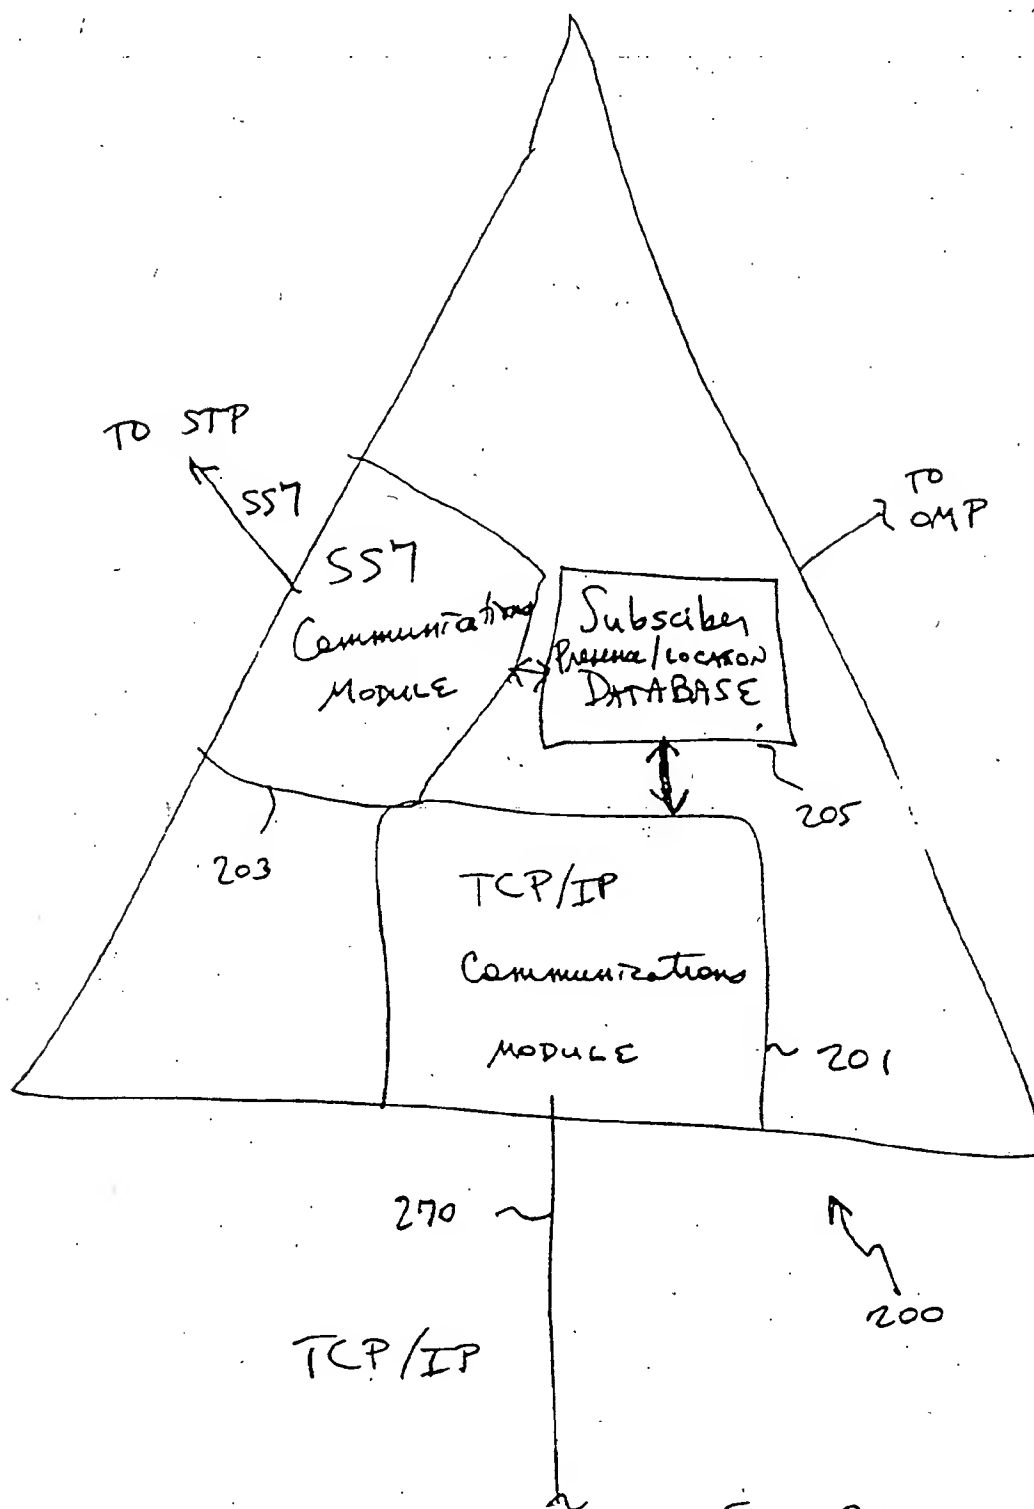 TO STP
SS7
TO
OMP
SS7
Communications
MODULE
Subsciber
Presence/LOCATION
DATABASE
205
203
TCP/IP
Communications
MODULE
201
270
200
TCP/IP